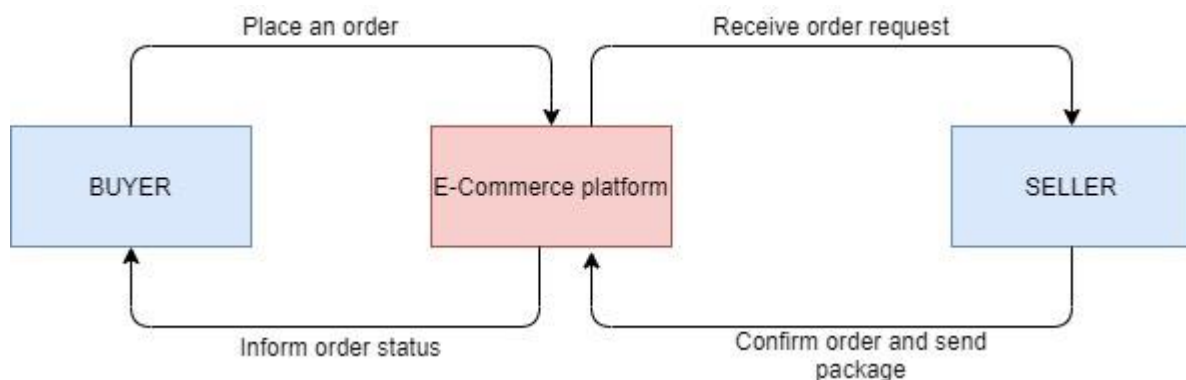 Place an order
Receive order request
BUYER
E-Commerce platform
SELLER
Inform order status
Confirm order and send
package